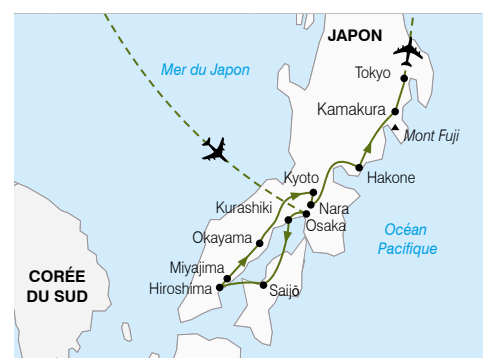 JAPON
Mer du Japon
Tokyo
Kamakura
Mont Fuji
Kyoto
Hakone
Kurashiki
Nara
Osaka
Okayama
Océan
Pacifique
Miyajima
CORÉE
DU SUD
Hiroshima
Saijō